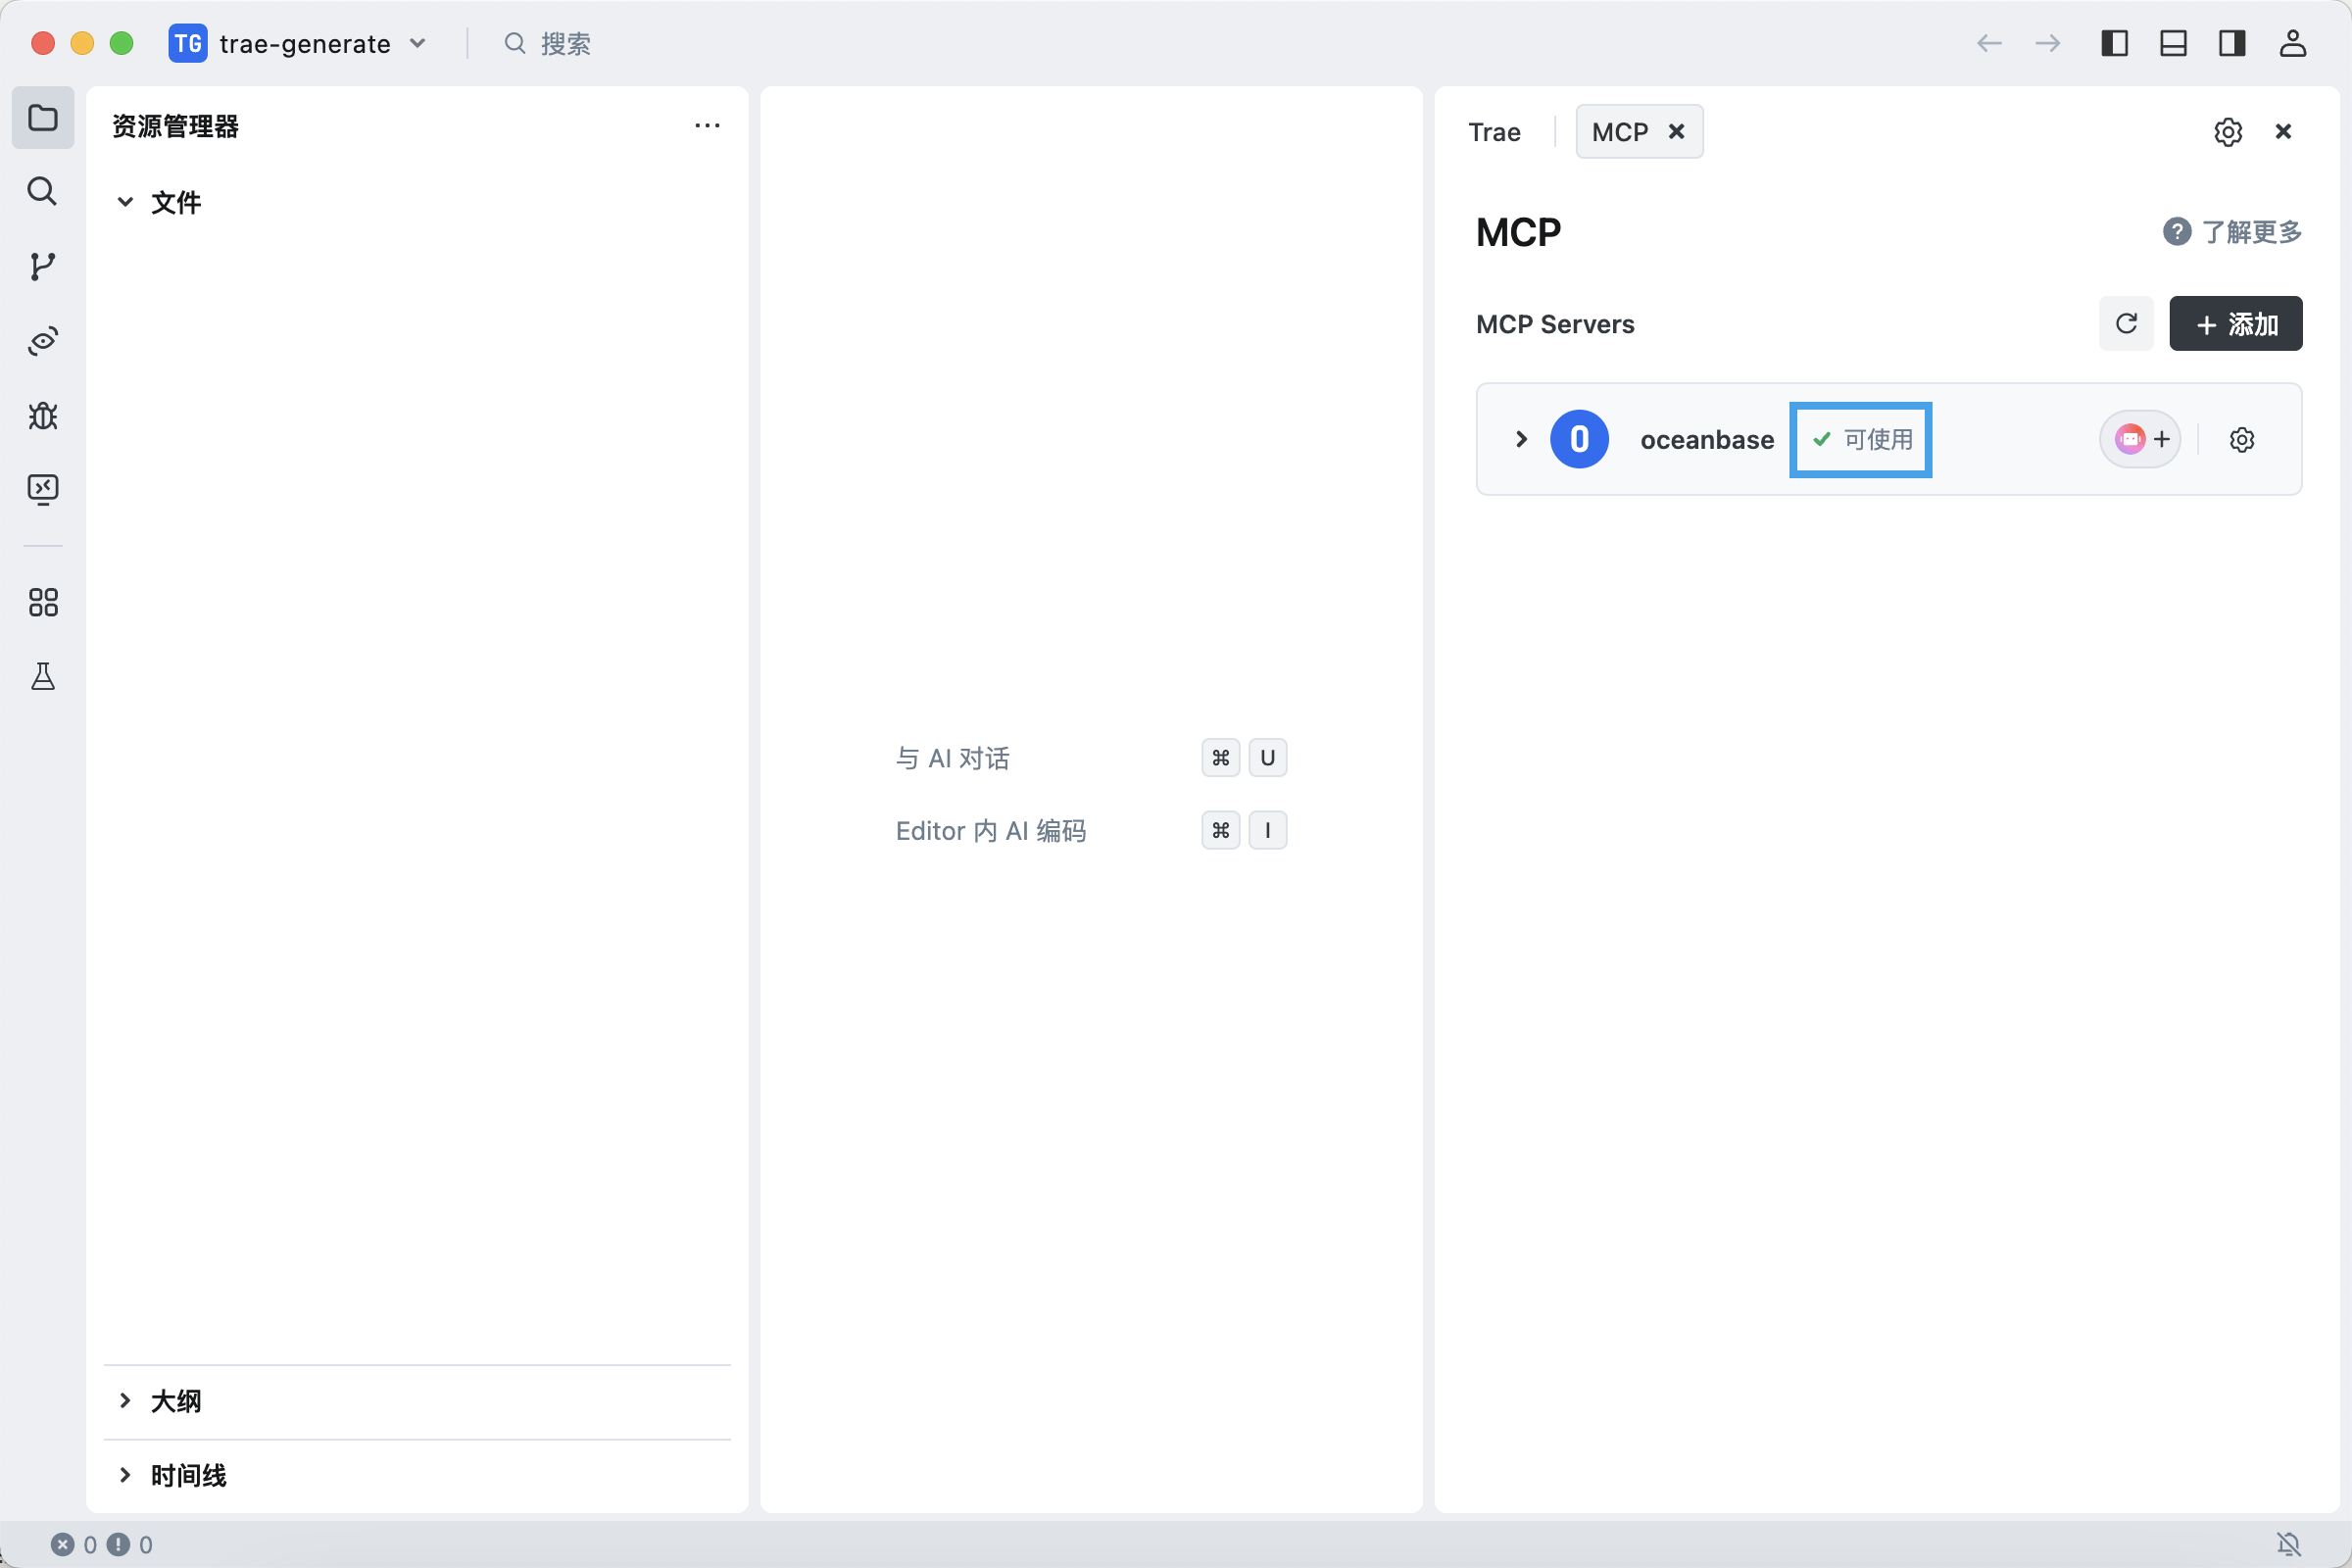 TG trae-generate 搜索
资源管理器 ...
文件
大纲
时间线
与 AI 对话 ⌘ U
Editor 内 AI 编码 ⌘ I
Trae MCP
MCP
? 了解更多
MCP Servers
+ 添加
O oceanbase 可使用
0 0